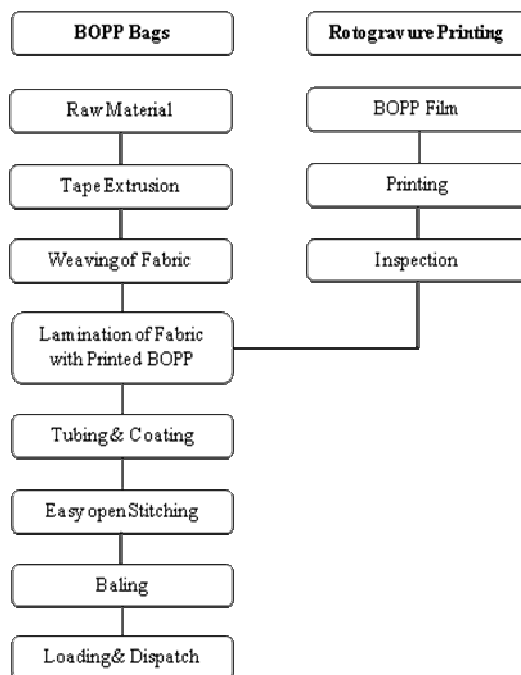 BOPP Bags
Raw Material
Tape Extrusion
Weaving of Fabric
Lamination of Fabric
with Printed BOPP
Tubing & Coating
Easy open Stitching
Baling
Loading & Dispatch
Rotogravure Printing
BOPP Film
Printing
Inspection